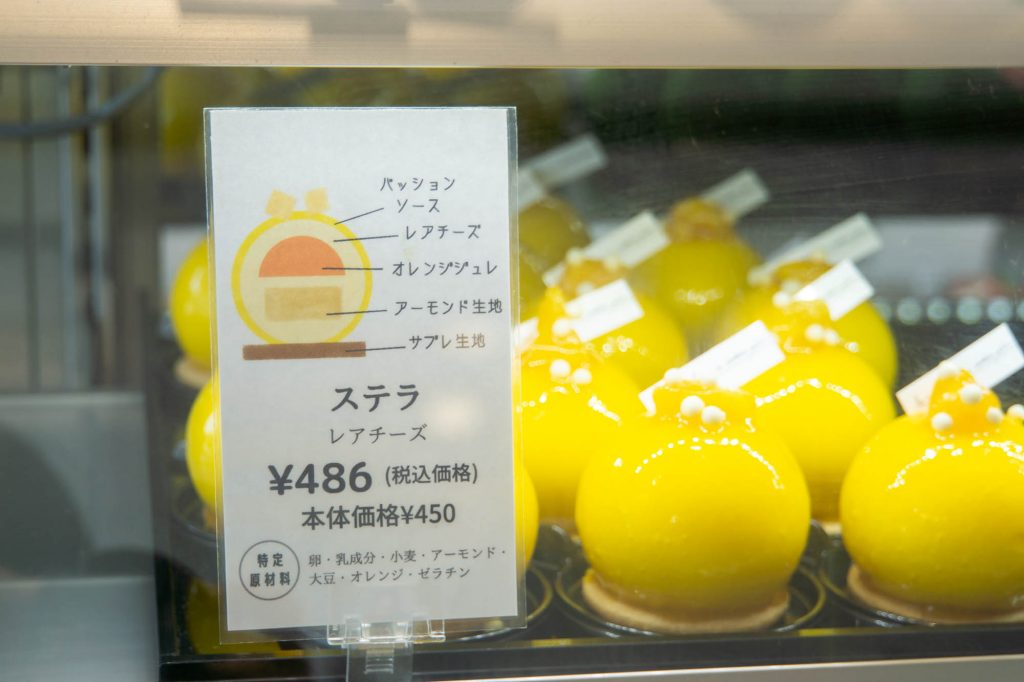 パッション
ソース
レアチーズ
オレンジジュレ
アーモンド生地
サブレ生地
ステラ
レアチーズ
¥486 (税込価格)
本体価格¥450
特定
原材料
卵・乳成分・小麦・アーモンド・
大豆・オレンジ・ゼラチン